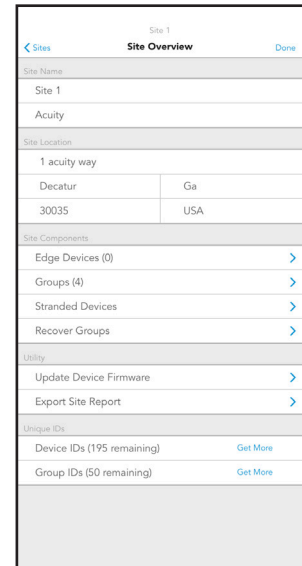 Site 1
Sites Site Overview Done
Site Name
Site 1
Acuity
Site Location
1 acuity way
Decatur Ga
30035 USA
Site Components
Edge Devices (0)
Groups (4)
Stranded Devices
Recover Groups
Utility
Update Device Firmware
Export Site Report
Unique IDs
Device IDs (195 remaining) Get More
Group IDs (50 remaining) Get More